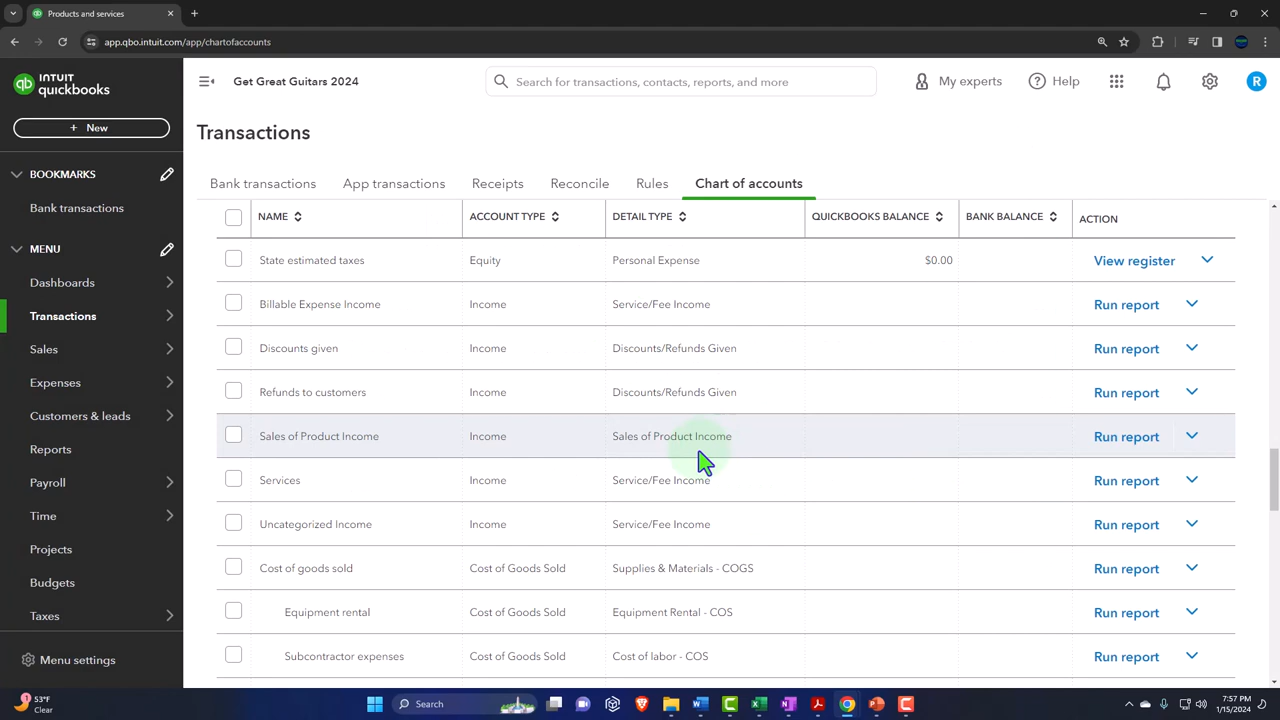 Products and services
app.qbo.intuit.com/app/chartofaccounts
INTUIT
quickbooks
Get Great Guitars 2024
Search for transactions, contacts, reports, and more
My experts
Help
R
+ New
BOOKMARKS
Bank transactions
MENU
Dashboards
Transactions
Sales
Expenses
Customers & leads
Reports
Payroll
Time
Projects
Budgets
Taxes
Menu settings
Transactions
Bank transactions App transactions Receipts Reconcile Rules Chart of accounts
NAME ACCOUNT TYPE DETAIL TYPE QUICKBOOKS BALANCE BANK BALANCE ACTION
State estimated taxes Equity Personal Expense $0.00 View register
Billable Expense Income Income Service/Fee Income Run report
Discounts given Income Discounts/Refunds Given Run report
Refunds to customers Income Discounts/Refunds Given Run report
Sales of Product Income Income Sales of Product Income Run report
Services Income Service/Fee Income Run report
Uncategorized Income Income Service/Fee Income Run report
Cost of goods sold Cost of Goods Sold Supplies & Materials - COGS Run report
Equipment rental Cost of Goods Sold Equipment Rental - COS Run report
Subcontractor expenses Cost of Goods Sold Cost of labor - COS Run report
53°F
Clear
Search
7:57 PM
1/15/2024